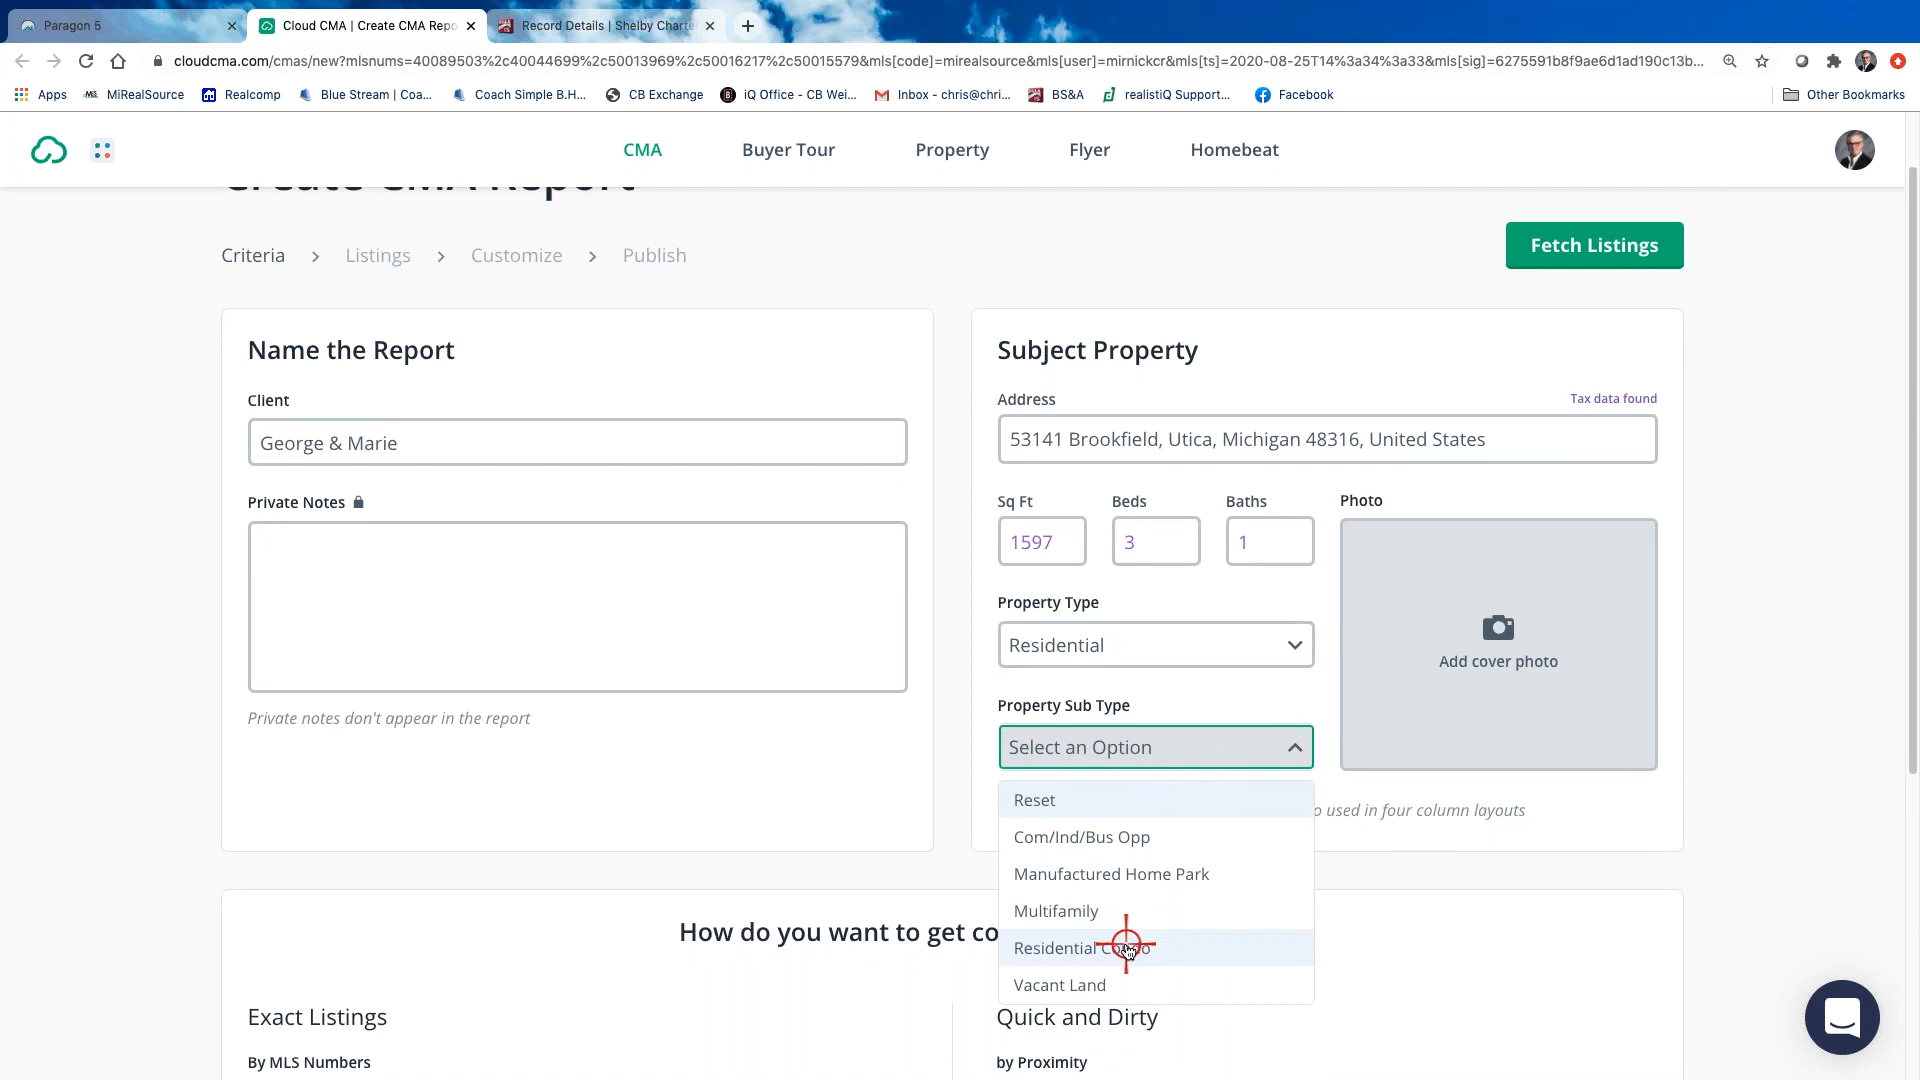 Paragon 5
Cloud CMA | Create CMA Repo
Record Details | Shelby Charte
cloudcma.com/cmas/new?mlsnums=40089503%2c40044699%2c50013969%2c50016217%2c50015579&mls[code]=mirealsource&mls[user]=mirnickcr&mls[ts]=2020-08-25T14%3a34%3a33&mls[sig]=6275591b8f9ae6d1ad190c13b...
Apps
MiRealSource
Realcomp
Blue Stream | Coa...
Coach Simple B.H...
CB Exchange
iQ Office - CB Wei...
Inbox - chris@chri...
BS&A
realistiQ Support...
Facebook
Other Bookmarks
CMA
Buyer Tour
Property
Flyer
Homebeat
Create CMA Report
Criteria > Listings > Customize > Publish
Fetch Listings
Name the Report
Client
George & Marie
Private Notes
Private notes don't appear in the report
Subject Property
Address
Tax data found
53141 Brookfield, Utica, Michigan 48316, United States
Sq Ft
Beds
Baths
Photo
1597
3
1
Add cover photo
Property Type
Residential
Property Sub Type
Select an Option
Reset
Com/Ind/Bus Opp
Manufactured Home Park
Multifamily
Residential Condo
Vacant Land
used in four column layouts
How do you want to get co
Exact Listings
By MLS Numbers
Quick and Dirty
by Proximity